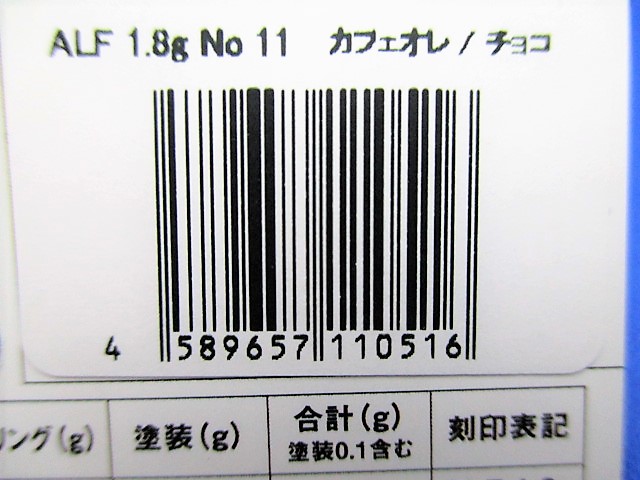 ALF 1.8g No 11 カフェオレ / チョコ
4 589657 110516
リング(g) 塗装(g) 合計(g) 刻印表記
塗装0.1含む